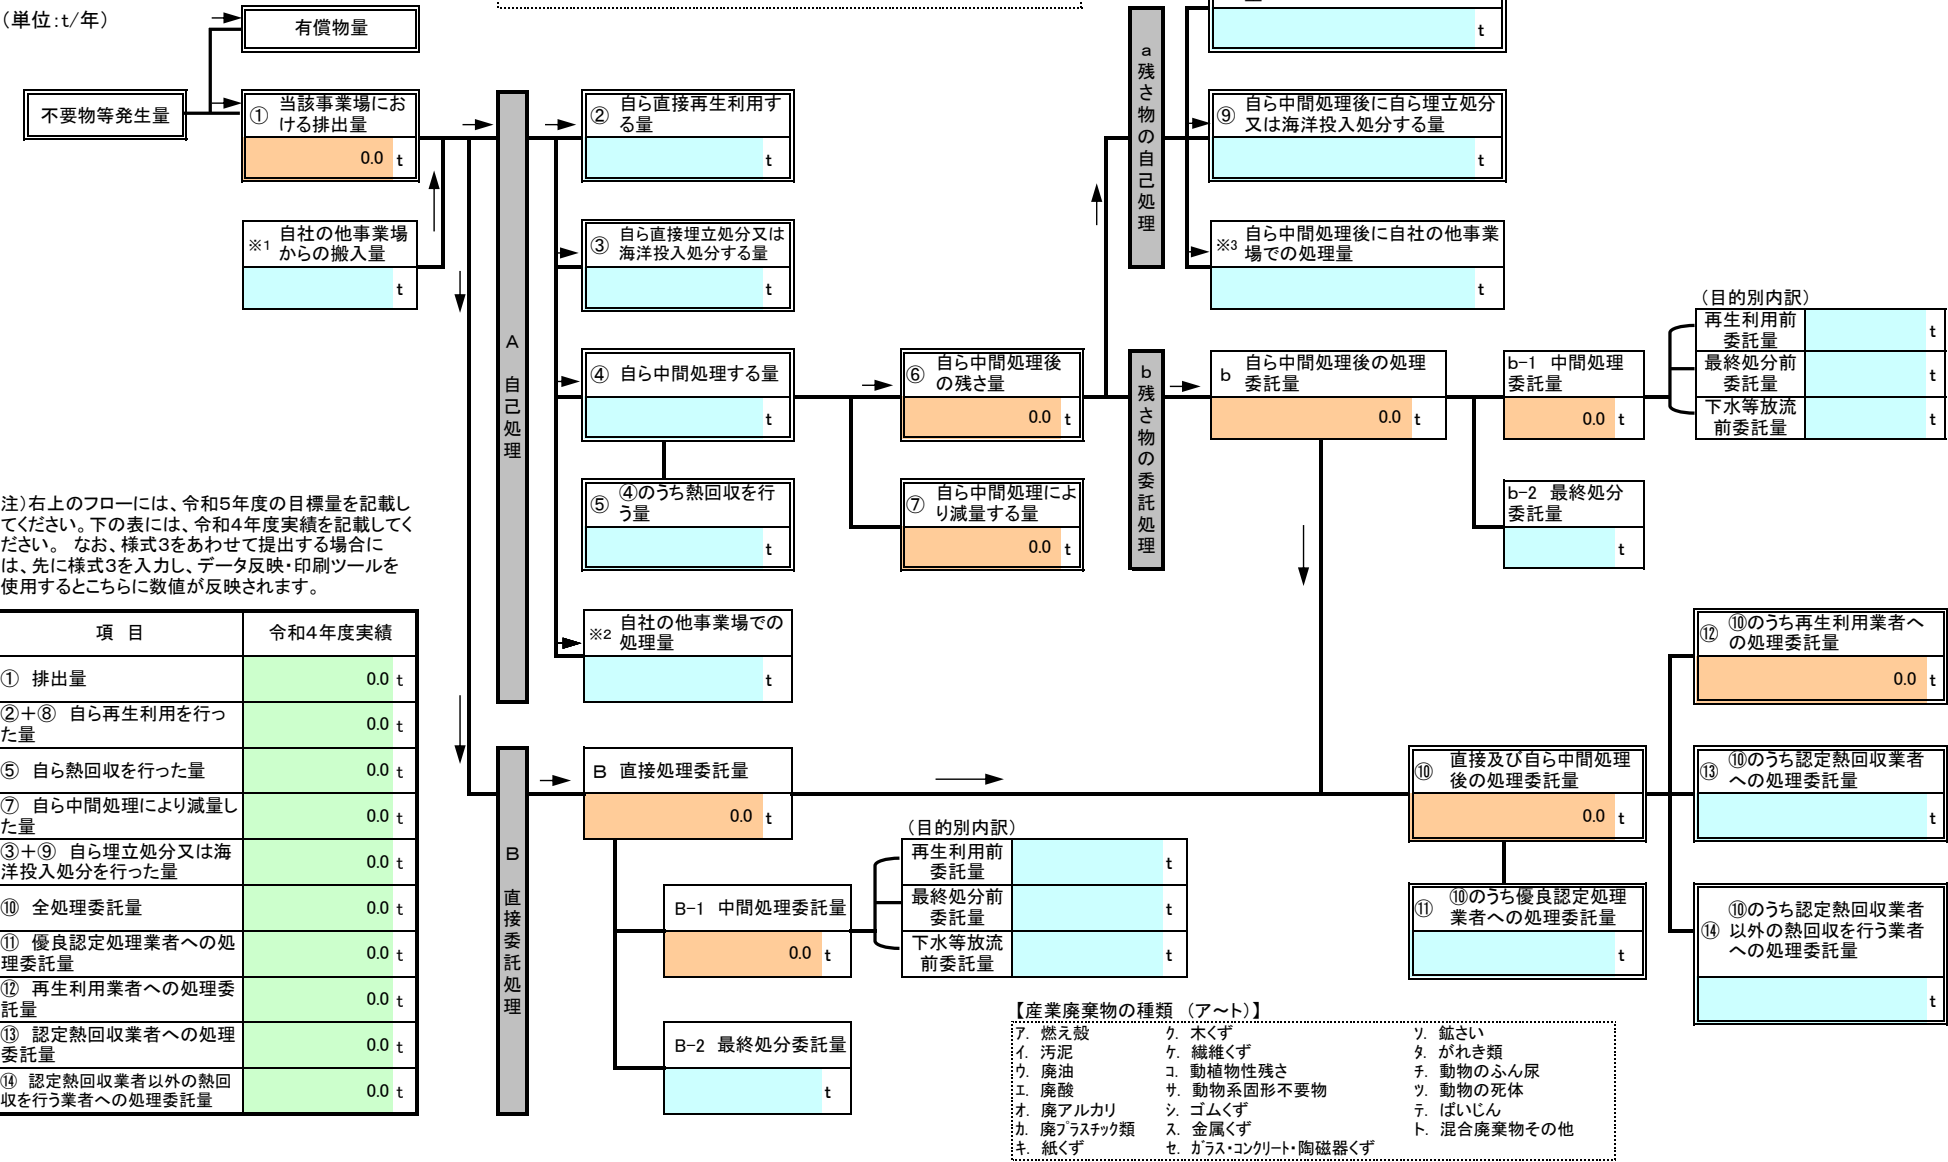 (単位:t/年)
有償物量
不要物等発生量
① 当該事業場にお
ける排出量
0.0 t
※1 自社の他事業場
からの搬入量
t
A 自己処理
② 自ら直接再生利用す
る量
t
③ 自ら直接埋立処分又は
海洋投入処分する量
t
④ 自ら中間処理する量
t
⑤ ④のうち熱回収を行
う量
t
※2 自社の他事業場での
処理量
t
⑥ 自ら中間処理後
の残さ量
0.0 t
⑦ 自ら中間処理によ
り減量する量
0.0 t
a残さ物の自己処理
t
⑨ 自ら中間処理後に自ら埋立処分
又は海洋投入処分する量
t
※3 自ら中間処理後に自社の他事業
場での処理量
t
b残さ物の委託処理
b 自ら中間処理後の処理
委託量
0.0 t
b-1 中間処理
委託量
0.0 t
b-2 最終処分
委託量
t
(目的別内訳)
再生利用前
委託量
t
最終処分前
委託量
t
下水等放流
前委託量
t
注)右上のフローには、令和5年度の目標量を記載し
てください。下の表には、令和4年度実績を記載してく
ださい。 なお、様式3をあわせて提出する場合に
は、先に様式3を入力し、データ反映・印刷ツールを
使用するとこちらに数値が反映されます。
項 目 令和4年度実績
① 排出量 0.0 t
②+⑧ 自ら再生利用を行っ
た量 0.0 t
⑤ 自ら熱回収を行った量 0.0 t
⑦ 自ら中間処理により減量し
た量 0.0 t
③+⑨ 自ら埋立処分又は海
洋投入処分を行った量 0.0 t
⑩ 全処理委託量 0.0 t
⑪ 優良認定処理業者への処
理委託量 0.0 t
⑫ 再生利用業者への処理委
託量 0.0 t
⑬ 認定熱回収業者への処理
委託量 0.0 t
⑭ 認定熱回収業者以外の熱回
収を行う業者への処理委託量 0.0 t
B 直接委託処理
B 直接処理委託量
0.0 t
B-1 中間処理委託量
0.0 t
B-2 最終処分委託量
t
(目的別内訳)
再生利用前
委託量
t
最終処分前
委託量
t
下水等放流
前委託量
t
⑩ 直接及び自ら中間処理
後の処理委託量
0.0 t
⑪ ⑩のうち優良認定処理
業者への処理委託量
t
⑫ ⑩のうち再生利用業者へ
の処理委託量
0.0 t
⑬ ⑩のうち認定熱回収業者
への処理委託量
t
⑭ ⑩のうち認定熱回収業者
以外の熱回収を行う業者
への処理委託量
t
【産業廃棄物の種類 (ア~ト)】
ア. 燃え殻 ク. 木くず ソ. 鉱さい
イ. 汚泥 ケ. 繊維くず タ. がれき類
ウ. 廃油 コ. 動植物性残さ チ. 動物のふん尿
エ. 廃酸 サ. 動物系固形不要物 ツ. 動物の死体
オ. 廃アルカリ シ. ゴムくず テ. ばいじん
カ. 廃プラスチック類 ス. 金属くず ト. 混合廃棄物その他
キ. 紙くず セ. ガラス・コンクリート・陶磁器くず